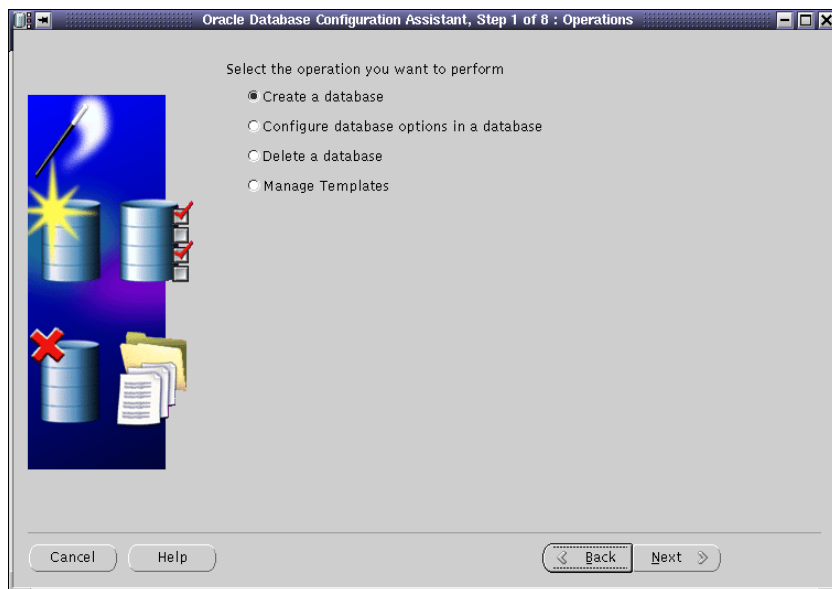 Oracle Database Configuration Assistant, Step 1 of 8 : Operations
Select the operation you want to perform
Create a database
Configure database options in a database
Delete a database
Manage Templates
Cancel
Help
Back
Next